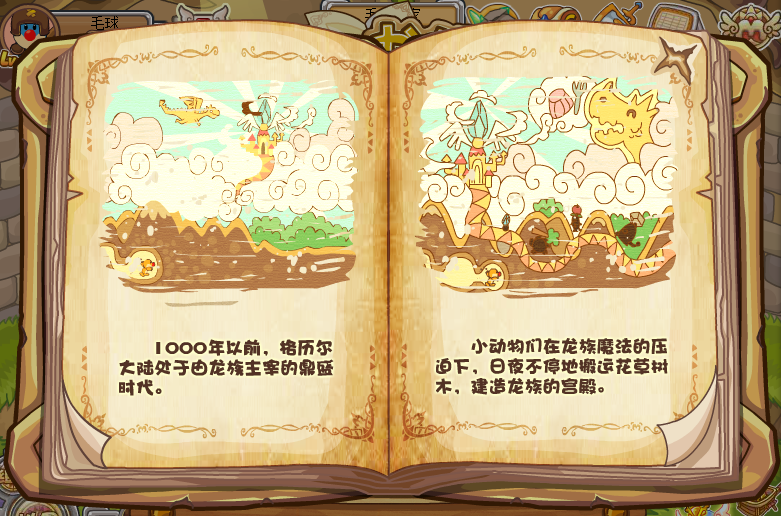 毛球
Lv
M
1000年以前，格历尔
大陆处于由龙族主宰的鼎盛
时代。
小动物们在龙族魔法的压
迫下，日夜不停地搬运花草树
木，建造龙族的宫殿。